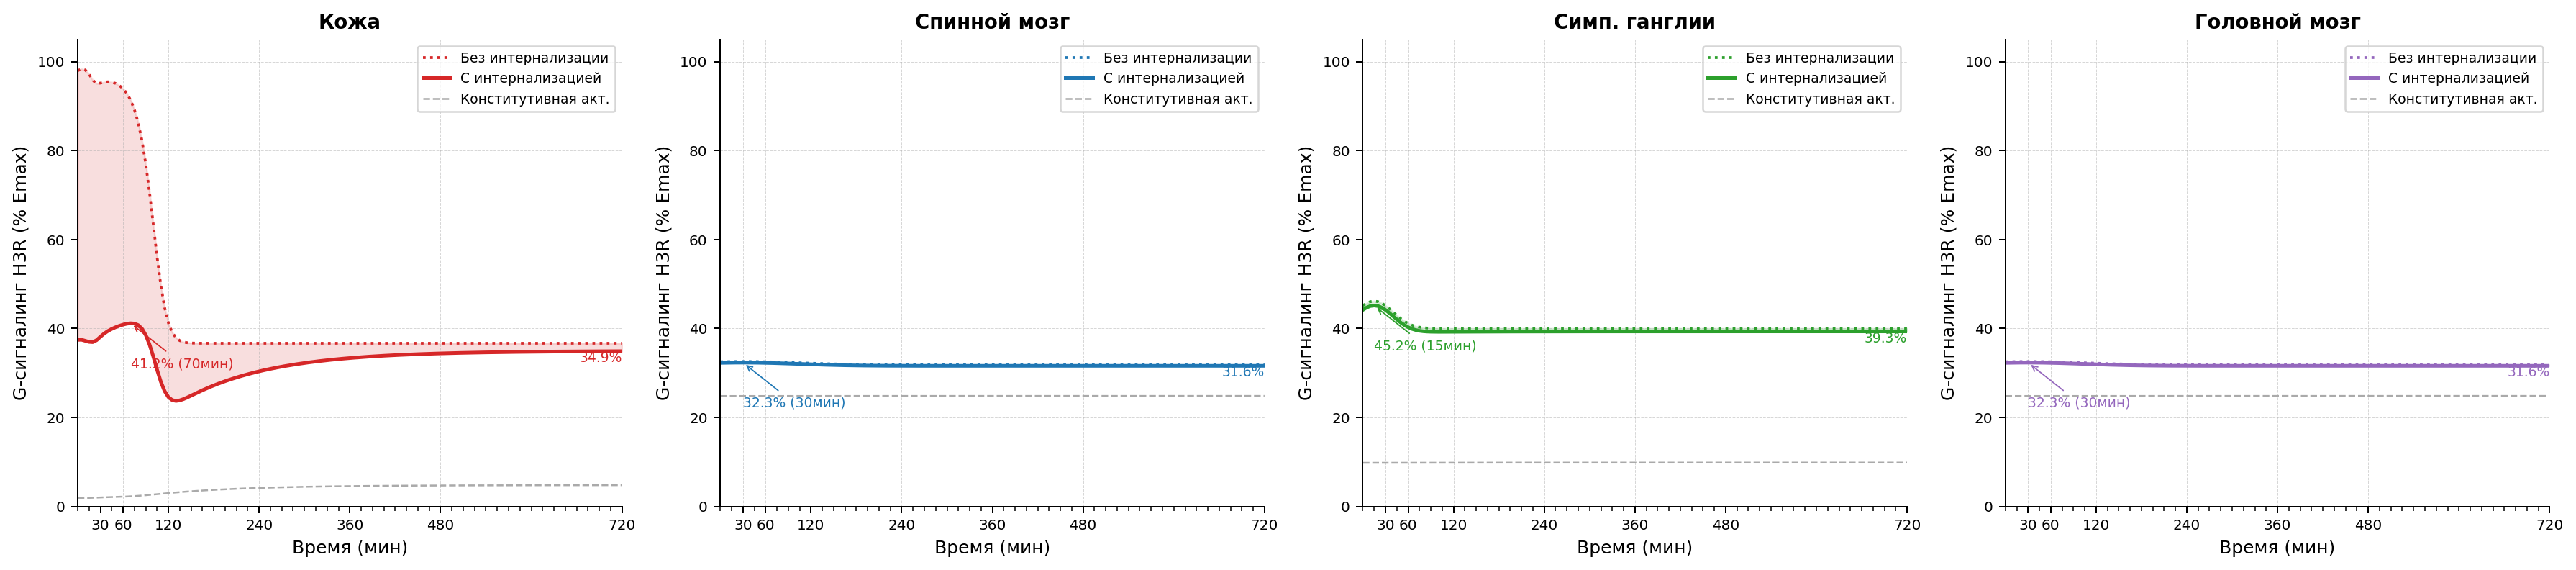 Кожа
G-сигналинг H3R (% Emax)
100
80
60
40
20
0
Без интернализации
С интернализацией
Конститутивная акт.
41.2% (70мин)
34.9%
30 60 120 240 360 480 720
Время (мин)
Спинной мозг
G-сигналинг H3R (% Emax)
100
80
60
40
20
0
Без интернализации
С интернализацией
Конститутивная акт.
31.6%
32.3% (30мин)
30 60 120 240 360 480 720
Время (мин)
Симп. ганглии
G-сигналинг H3R (% Emax)
100
80
60
40
20
0
Без интернализации
С интернализацией
Конститутивная акт.
39.3%
45.2% (15мин)
30 60 120 240 360 480 720
Время (мин)
Головной мозг
G-сигналинг H3R (% Emax)
100
80
60
40
20
0
Без интернализации
С интернализацией
Конститутивная акт.
31.6%
32.3% (30мин)
30 60 120 240 360 480 720
Время (мин)